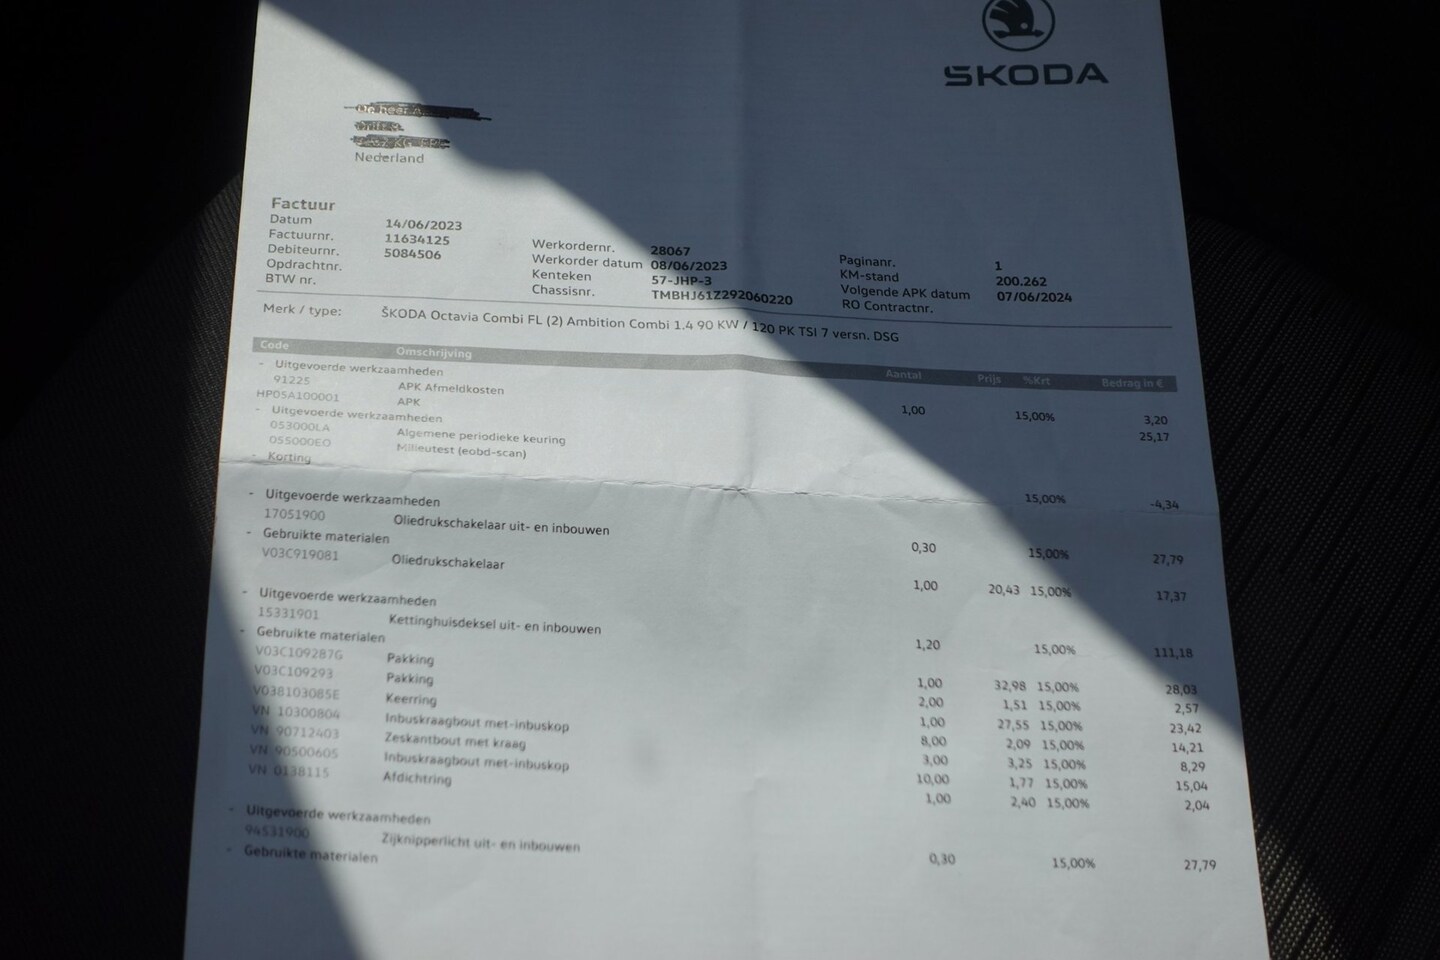 ŠKODA
Nederland
Factuur
Datum 14/06/2023
Factuurnr. 11634125 Werkordernr. 28067 Paginanr. 1
Debiteurnr. 5084506 Werkorder datum 08/06/2023 KM-stand 200.262
Opdrachtnr. Kenteken 57-JHP-3 Volgende APK datum 07/06/2024
BTW nr. Chassisnr. TMBHJ61Z292060220 RO Contractnr.
Merk / type: ŠKODA Octavia Combi FL (2) Ambition Combi 1.4 90 KW / 120 PK TSI 7 versn. DSG
Code Omschrijving Aantal Prijs %Krt Bedrag in €
- Uitgevoerde werkzaamheden
91225 APK Afmeldkosten 1,00 15,00% 3,20
HP05A100001 APK 25,17
- Uitgevoerde werkzaamheden
053000LA Algemene periodieke keuring
055000EO Milieutest (eobd-scan)
- Korting 15,00% -4,34
- Uitgevoerde werkzaamheden
17051900 Oliedrukschakelaar uit- en inbouwen 0,30 15,00% 27,79
- Gebruikte materialen
V03C919081 Oliedrukschakelaar 1,00 20,43 15,00% 17,37
- Uitgevoerde werkzaamheden
15331901 Kettinghuisdeksel uit- en inbouwen 1,20 15,00% 111,18
- Gebruikte materialen
V03C109287G Pakking 1,00 32,98 15,00% 28,03
V03C109293 Pakking 2,00 1,51 15,00% 2,57
V038103085E Keerring 1,00 27,55 15,00% 23,42
VN 10300804 Inbuskraagbout met-inbuskop 8,00 2,09 15,00% 14,21
VN 90712403 Zeskantbout met kraag 3,00 3,25 15,00% 8,29
VN 90500605 Inbuskraagbout met-inbuskop 10,00 1,77 15,00% 15,04
VN 0138115 Afdichtring 1,00 2,40 15,00% 2,04
- Uitgevoerde werkzaamheden
94531900 Zijknipperlicht uit- en inbouwen 0,30 15,00% 27,79
- Gebruikte materialen